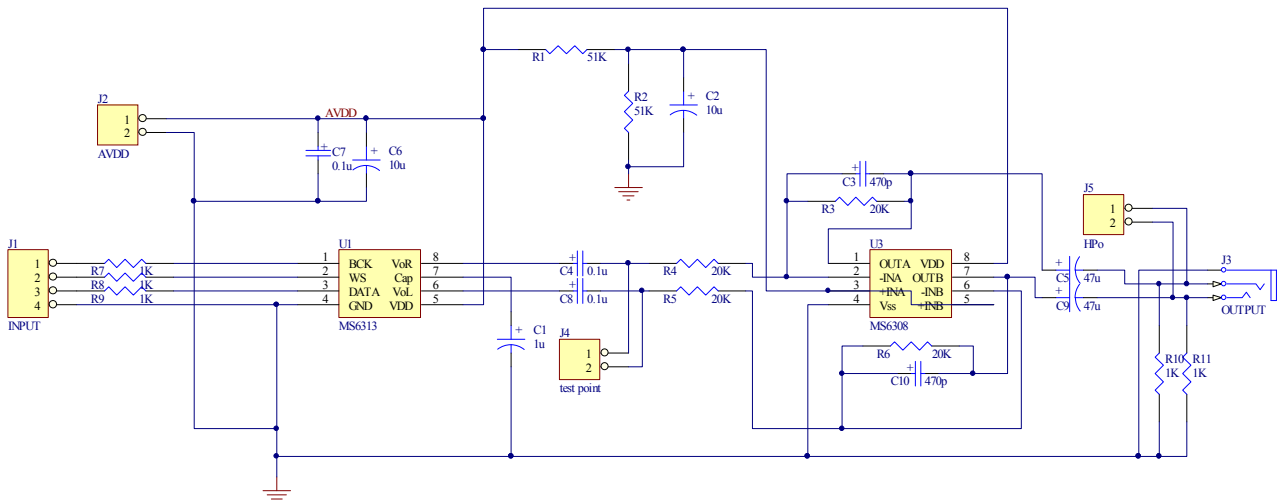 R1
51K
R2
51K
C2
10u
J2
1
2
AVDD
AVDD
C7
0.1u
C6
10u
C3
470p
R3
20K
J5
1
2
HPo
J1
1
2
3
4
INPUT
R7
1K
R8
1K
R9
1K
U1
1
2
3
4
BCK
WS
DATA
GND
VoR
Cap
VoL
VDD
8
7
6
5
MS6313
C4
0.1u
C8
0.1u
R4
20K
R5
20K
C1
1u
J4
1
2
test point
U3
1
2
3
4
OUTA
-INA
+INA
Vss
VDD
OUTB
-INB
+INB
8
7
6
5
MS6308
R6
20K
C10
470p
C5
47u
C9
47u
J3
OUTPUT
R10
1K
R11
1K